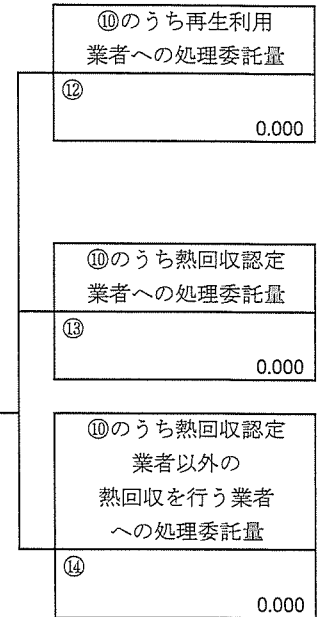 ⑩のうち再生利用
業者への処理委託量
⑫
0.000
⑩のうち熱回収認定
業者への処理委託量
⑬
0.000
⑩のうち熱回収認定
業者以外の
熱回収を行う業者
への処理委託量
⑭
0.000